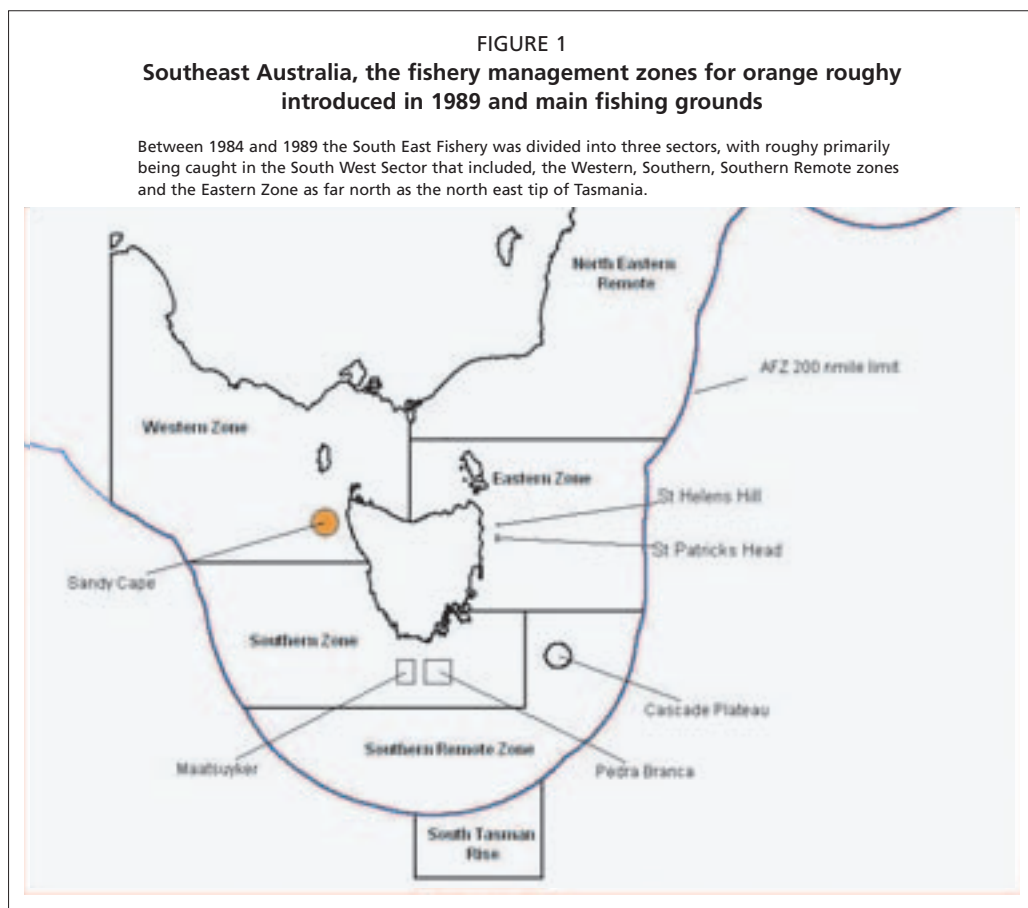 FIGURE 1
Southeast Australia, the fishery management zones for orange roughy
introduced in 1989 and main fishing grounds
Between 1984 and 1989 the South East Fishery was divided into three sectors, with roughy primarily
being caught in the South West Sector that included, the Western, Southern, Southern Remote zones
and the Eastern Zone as far north as the north east tip of Tasmania.
North Eastern
Remote
AFZ 200 nmile limit
Western Zone
Eastern Zone
St Helens Hill
St Patricks Head
Sandy Cape
Southern Zone
Cascade Plateau
Southern Remote Zone
Maatsuyker
Pedra Branca
South Tasman
Rise